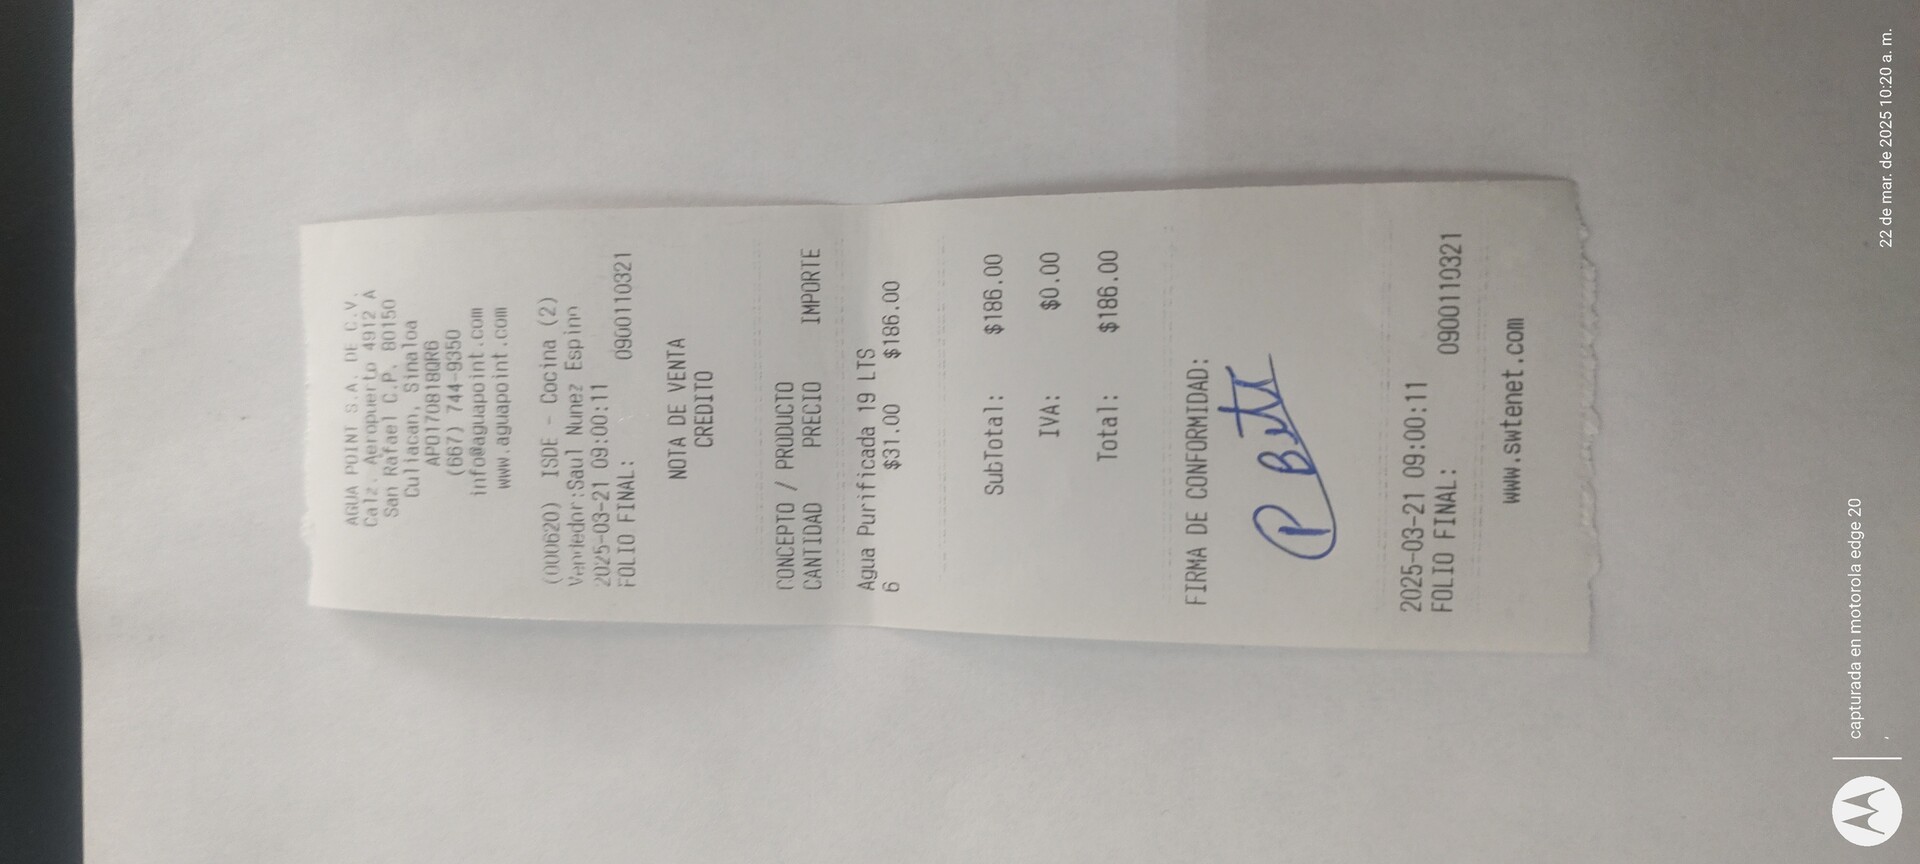 AGUA POINT S.A. DE C.V.
Calz. Aeropuerto 4912 A
San Rafael C.P. 80150
Culiacan, Sinaloa
APO170818QR6
(667) 744-9350
info@aguapoint.com
www.aguapoint.com
(000620) ISDE - Cocina (2)
Vendedor:Saul Nunez Espinn
2025-03-21 09:00:11
FOLIO FINAL: 0900110321
NOTA DE VENTA
CREDITO
CONCEPTO / PRODUCTO
CANTIDAD PRECIO IMPORTE
Agua Purificada 19 LTS
6 $31.00 $186.00
SubTotal: $186.00
IVA: $0.00
Total: $186.00
FIRMA DE CONFORMIDAD:
2025-03-21 09:00:11
FOLIO FINAL: 0900110321
www.swtenet.com
capturada en motorola edge 20
22 de mar. de 2025 10:20 a. m.